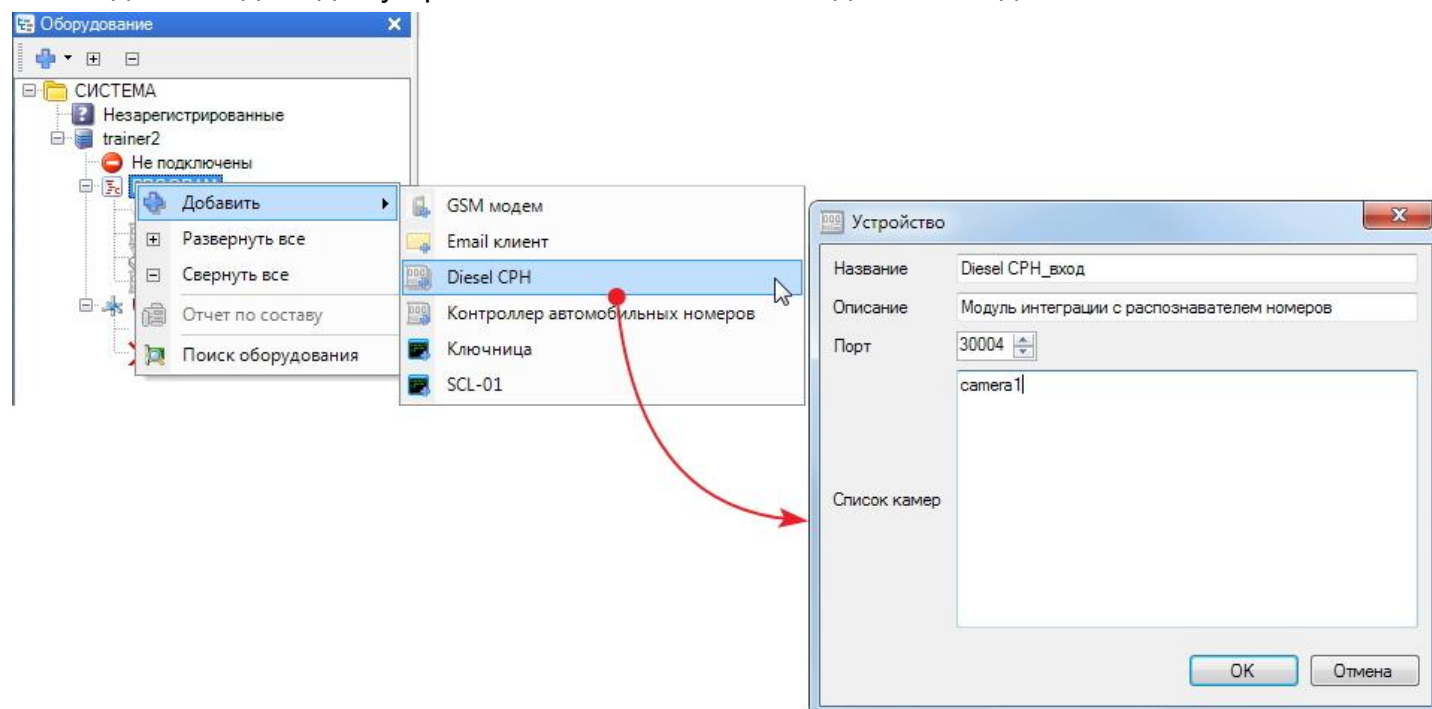 Оборудование
СИСТЕМА
Незарегистрированные
trainer2
Не подключены
Добавить
Развернуть все
Свернуть все
Отчет по составу
Поиск оборудования
GSM модем
Email клиент
Diesel СРН
Контроллер автомобильных номеров
Ключница
SCL-01
Устройство
Название Diesel СРН_вход
Описание Модуль интеграции с распознавателем номеров
Порт 30004
camera1
Список камер
OK Отмена